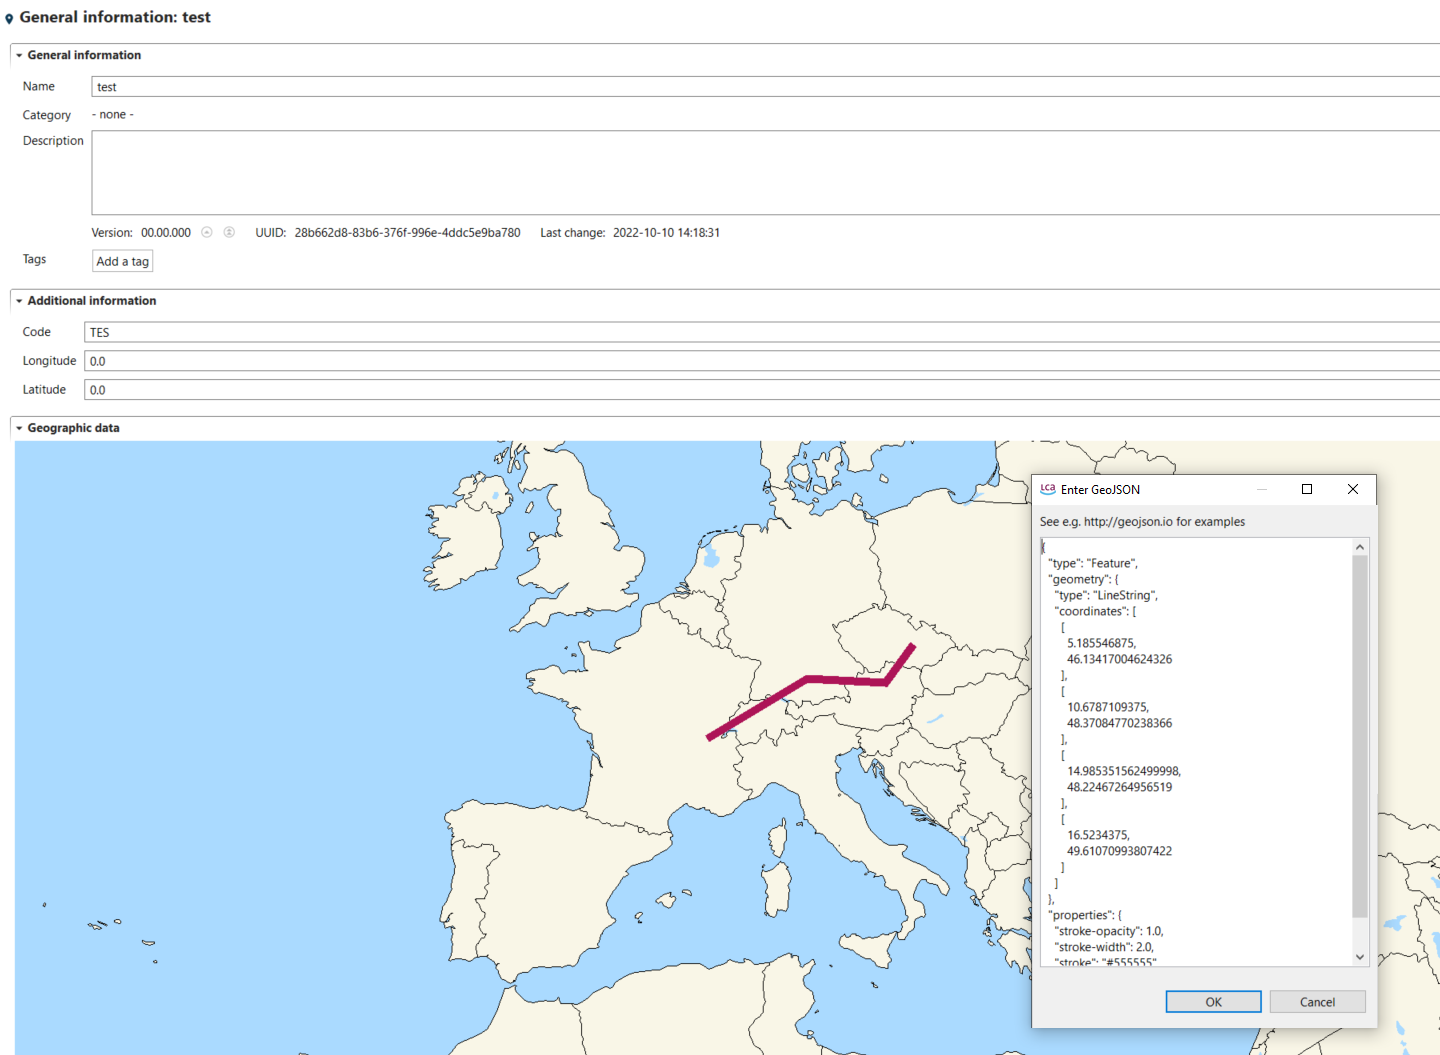 General information: test
General information
Name
test
Category
- none -
Description
Version: 00.00.000 UUID: 28b662d8-83b6-376f-996e-4ddc5e9ba780 Last change: 2022-10-10 14:18:31
Tags
Add a tag
Additional information
Code
TES
Longitude
0.0
Latitude
0.0
Geographic data
LCA Enter GeoJSON
See e.g. http://geojson.io for examples
{
"type": "Feature",
"geometry": {
"type": "LineString",
"coordinates": [
[
5.185546875,
46.13417004624326
],
[
10.6787109375,
48.37084770238366
],
[
14.985351562499998,
48.22467264956519
],
[
16.5234375,
49.61070993807422
]
]
},
"properties": {
"stroke-opacity": 1.0,
"stroke-width": 2.0,
"stroke": "#555555"
OK
Cancel